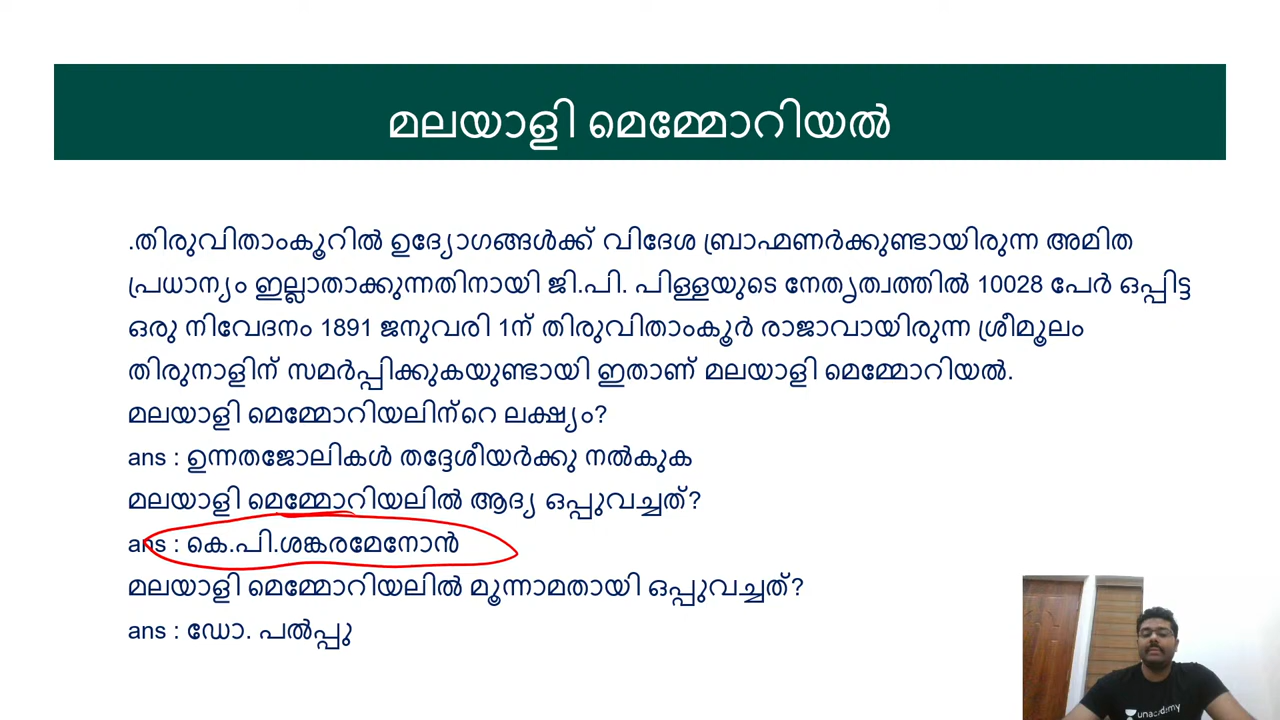 മലയാളി മെമ്മോറിയൽ
.തിരുവിതാംകൂറിൽ ഉദ്യോഗങ്ങൾക്ക് വിദേശ ബ്രാഹ്മണർക്കുണ്ടായിരുന്ന അമിത
പ്രധാന്യം ഇല്ലാതാക്കുന്നതിനായി ജി.പി. പിള്ളയുടെ നേതൃത്വത്തിൽ 10028 പേർ ഒപ്പിട്ട
ഒരു നിവേദനം 1891 ജനുവരി 1ന് തിരുവിതാംകൂർ രാജാവായിരുന്ന ശ്രീമൂലം
തിരുനാളിന് സമർപ്പിക്കുകയുണ്ടായി ഇതാണ് മലയാളി മെമ്മോറിയൽ.
മലയാളി മെമ്മോറിയലിന്റെ ലക്ഷ്യം?
ans : ഉന്നതജോലികൾ തദ്ദേശീയർക്കു നൽകുക
മലയാളി മെമ്മോറിയലിൽ ആദ്യ ഒപ്പുവച്ചത്?
ans : കെ.പി.ശങ്കരമേനോൻ
മലയാളി മെമ്മോറിയലിൽ മൂന്നാമതായി ഒപ്പുവച്ചത്?
ans : ഡോ. പൽപ്പു
unacademy